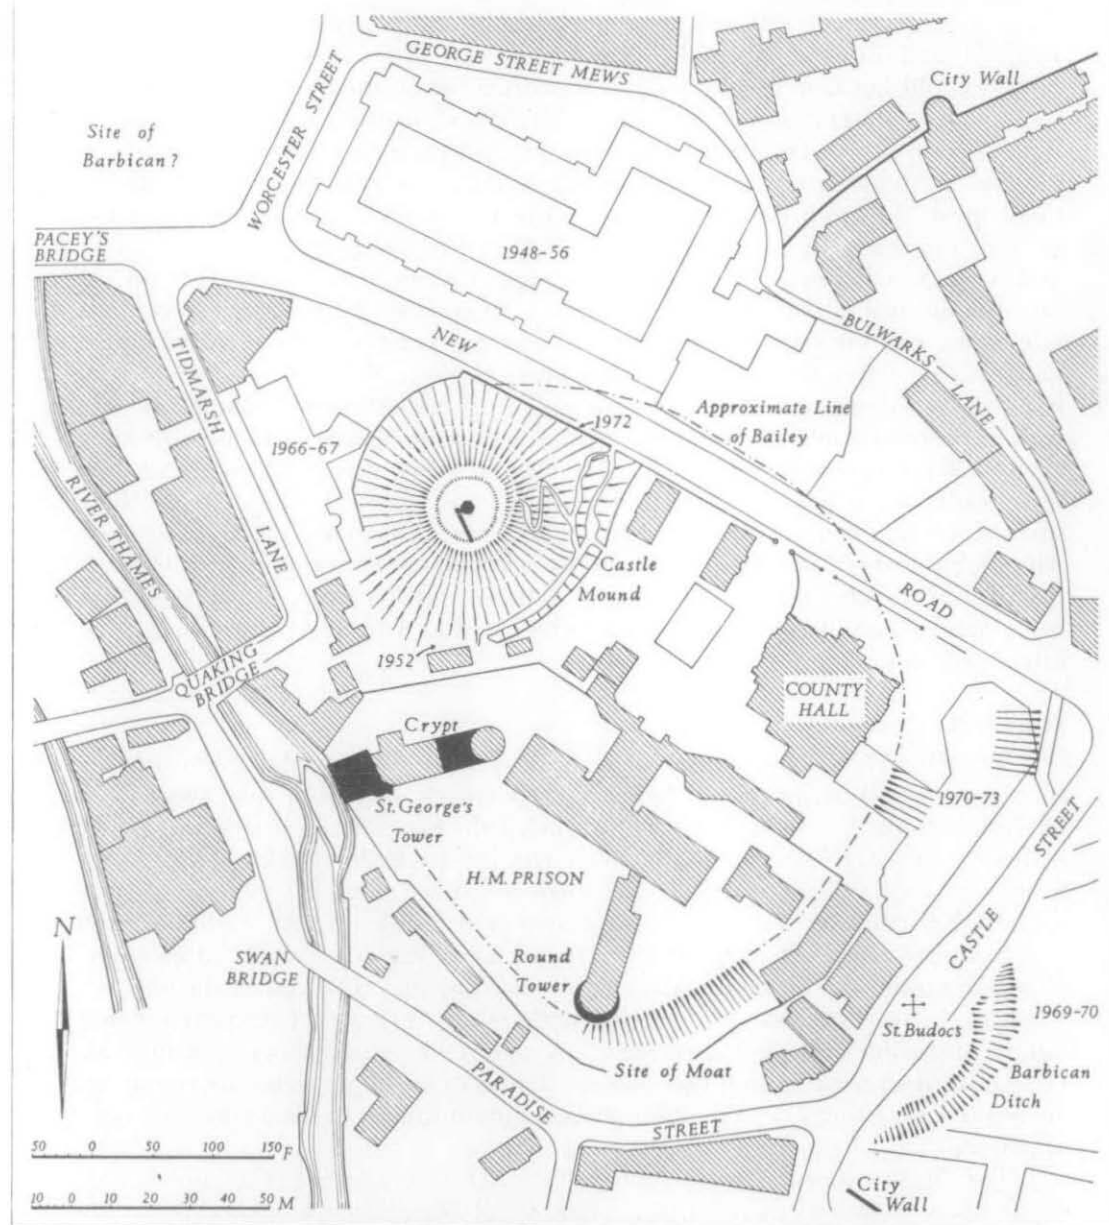 GEORGE STREET MEWS
City Wall
Site of
Barbican?
WORCESTER STREET
PACEY'S
BRIDGE
1948-56
NEW
BULWARKS
LANE
TIDMARSH
LANE
Approximate Line
of Bailey
1972
1966-67
RIVER THAMES
Castle
Mound
ROAD
1952
QUAKING
BRIDGE
COUNTY
HALL
Crypt
St. George's
Tower
1970-73
H.M. PRISON
CASTLE
STREET
N
SWAN
BRIDGE
Round
Tower
St. Budocs
1969-70
Site of Moat
Barbican
Ditch
PARADISE
STREET
50 0 50 100 150 F
10 0 10 20 30 40 50 M
City
Wall